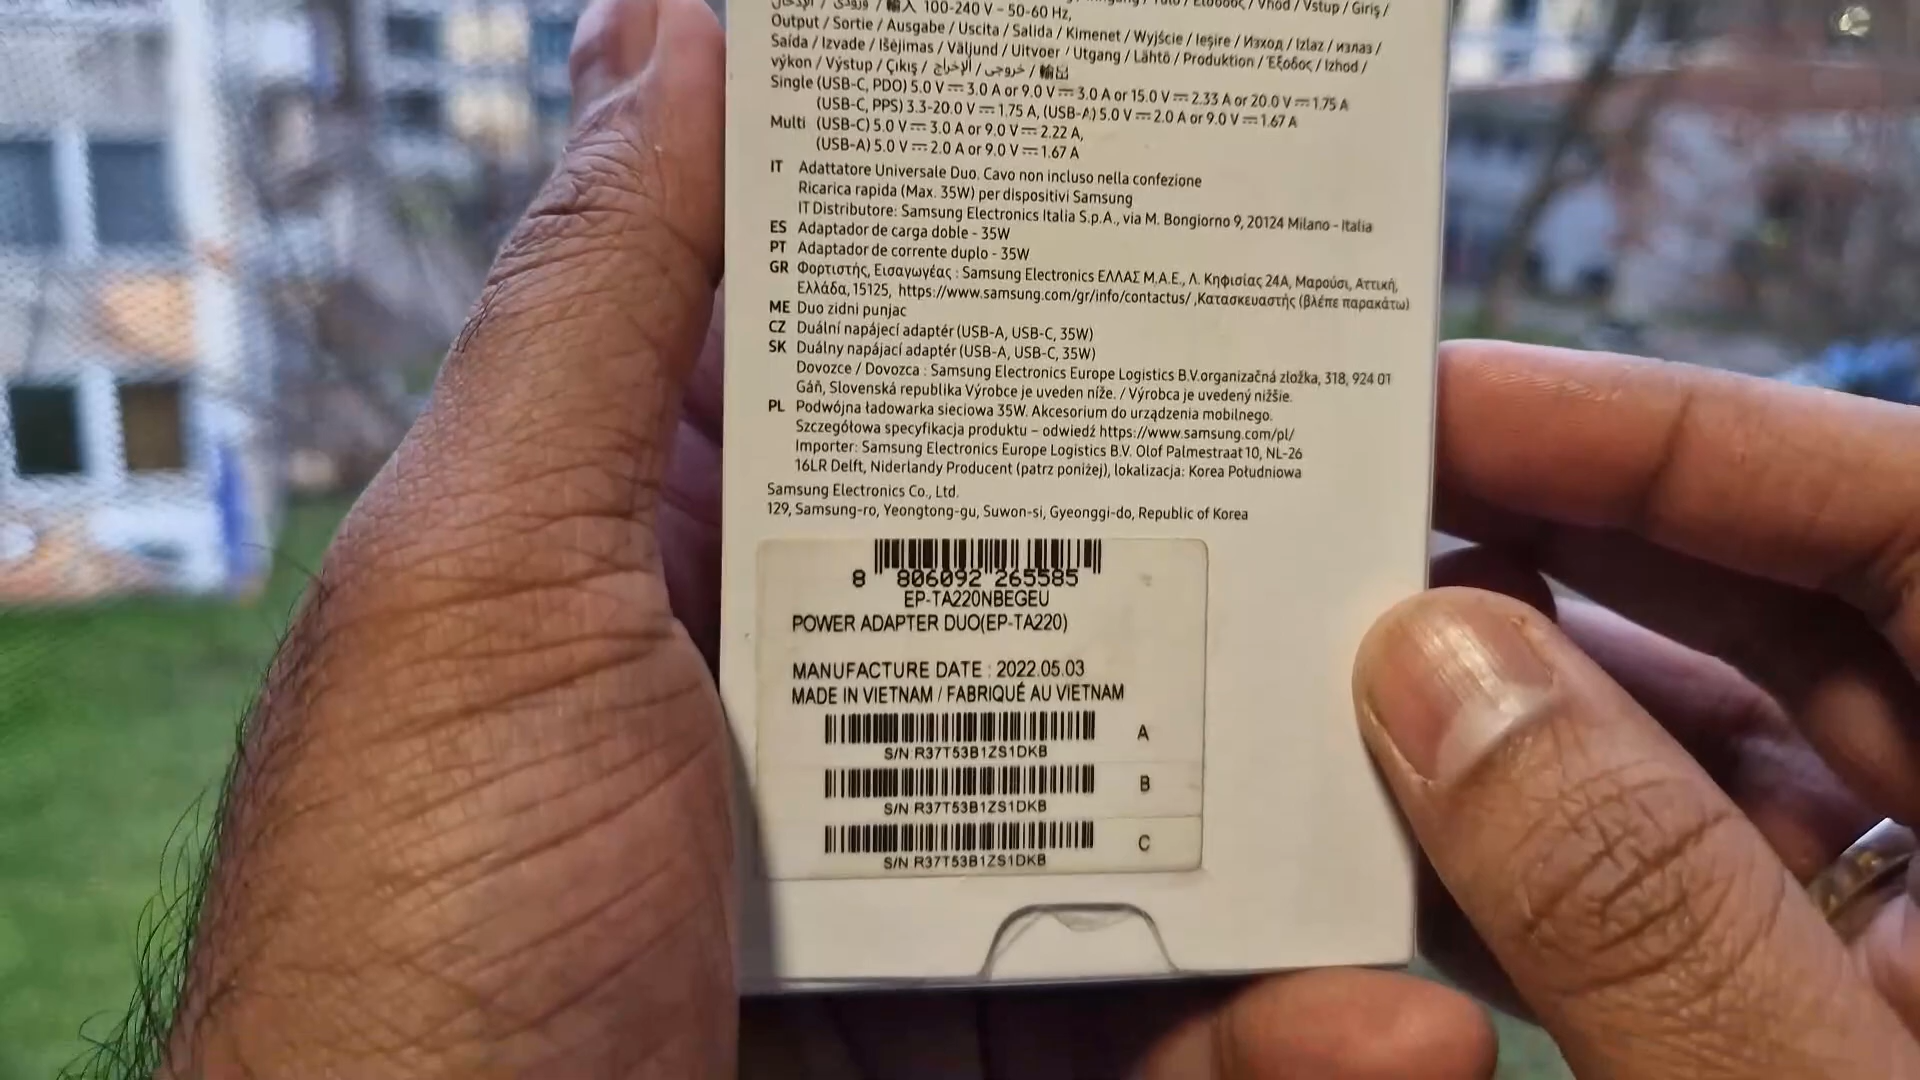 輸入 100-240 V ~ 50-60 Hz,
Output / Sortie / Ausgabe / Uscita / Salida / Kimenet / Wyjście / Ieşire / Изход / Izlaz / излаз /
Saída / Izvade / Išėjimas / Väljund / Uitvoer / Utgang / Lähtö / Produktion / Έξοδος / Izhod /
výkon / Výstup / Çıkış / الإخراج / خروجی / 輸出
Single (USB-C, PDO) 5.0 V⎓3.0 A or 9.0 V⎓3.0 A or 15.0 V⎓2.33 A or 20.0 V⎓1.75 A
(USB-C, PPS) 3.3-20.0 V⎓1.75 A, (USB-A) 5.0 V⎓2.0 A or 9.0 V⎓1.67 A
Multi (USB-C) 5.0 V⎓3.0 A or 9.0 V⎓2.22 A,
(USB-A) 5.0 V⎓2.0 A or 9.0 V⎓1.67 A
IT Adattatore Universale Duo. Cavo non incluso nella confezione
Ricarica rapida (Max. 35W) per dispositivi Samsung
IT Distributore: Samsung Electronics Italia S.p.A., via M. Bongiorno 9, 20124 Milano - Italia
ES Adaptador de carga doble - 35W
PT Adaptador de corrente duplo - 35W
GR Φορτιστής, Εισαγωγέας : Samsung Electronics ΕΛΛΑΣ Μ.Α.Ε., Λ. Κηφισίας 24Α, Μαρούσι, Αττική,
Ελλάδα, 15125, https://www.samsung.com/gr/info/contactus/ ,Κατασκευαστής (βλέπε παρακάτω)
ME Duo zidni punjac
CZ Duální napájecí adaptér (USB-A, USB-C, 35W)
SK Duálny napájací adaptér (USB-A, USB-C, 35W)
Dovozce / Dovozca : Samsung Electronics Europe Logistics B.V.organizačná zložka, 318, 924 01
Gáň, Slovenská republika Výrobce je uveden níže. / Výrobca je uvedený nižšie.
PL Podwójna ładowarka sieciowa 35W. Akcesorium do urządzenia mobilnego.
Szczegółowa specyfikacja produktu – odwiedź https://www.samsung.com/pl/
Importer: Samsung Electronics Europe Logistics B.V. Olof Palmestraat 10, NL-26
16LR Delft, Niderlandy Producent (patrz poniżej), lokalizacja: Korea Południowa
Samsung Electronics Co., Ltd.
129, Samsung-ro, Yeongtong-gu, Suwon-si, Gyeonggi-do, Republic of Korea
8 806092 265585
EP-TA220NBEGEU
POWER ADAPTER DUO(EP-TA220)
MANUFACTURE DATE : 2022.05.03
MADE IN VIETNAM / FABRIQUÉ AU VIETNAM
A
S/N R37T53B1ZS1DKB
B
S/N R37T53B1ZS1DKB
C
S/N R37T53B1ZS1DKB